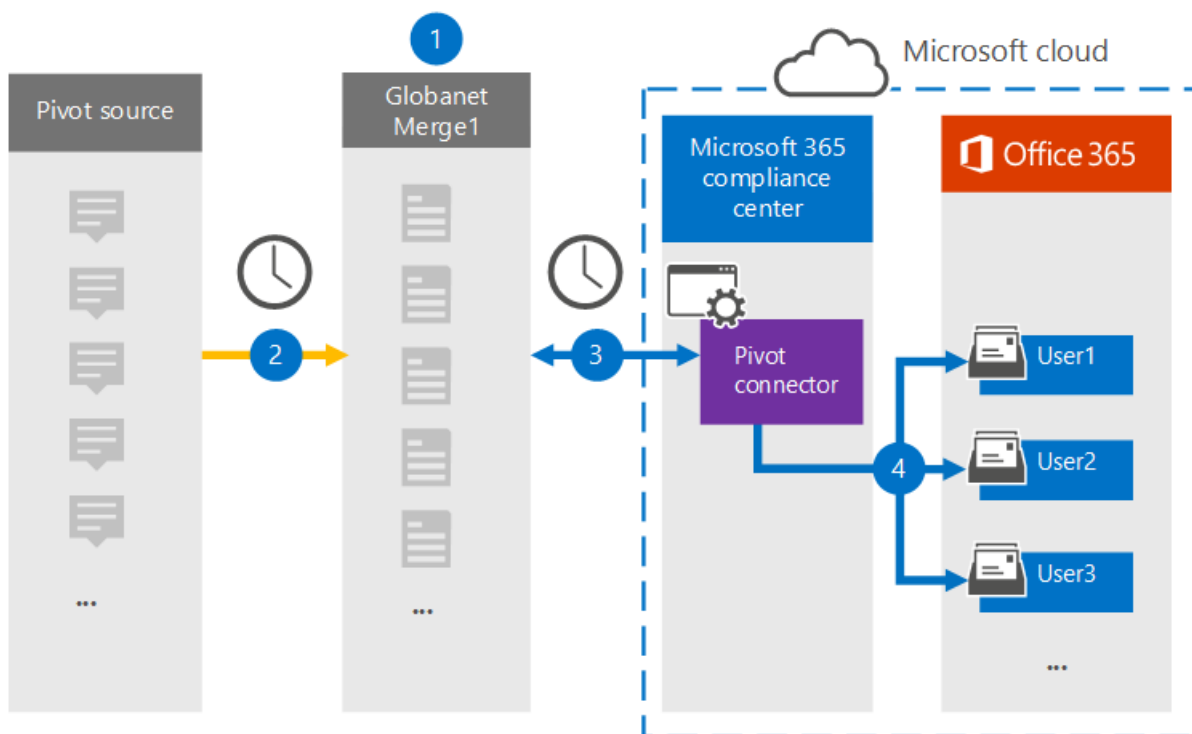 1
Microsoft cloud
Pivot source
Globanet
Merge1
Microsoft 365
compliance
center
Office 365
2
3
Pivot
connector
4
User1
User2
User3
...
...
...